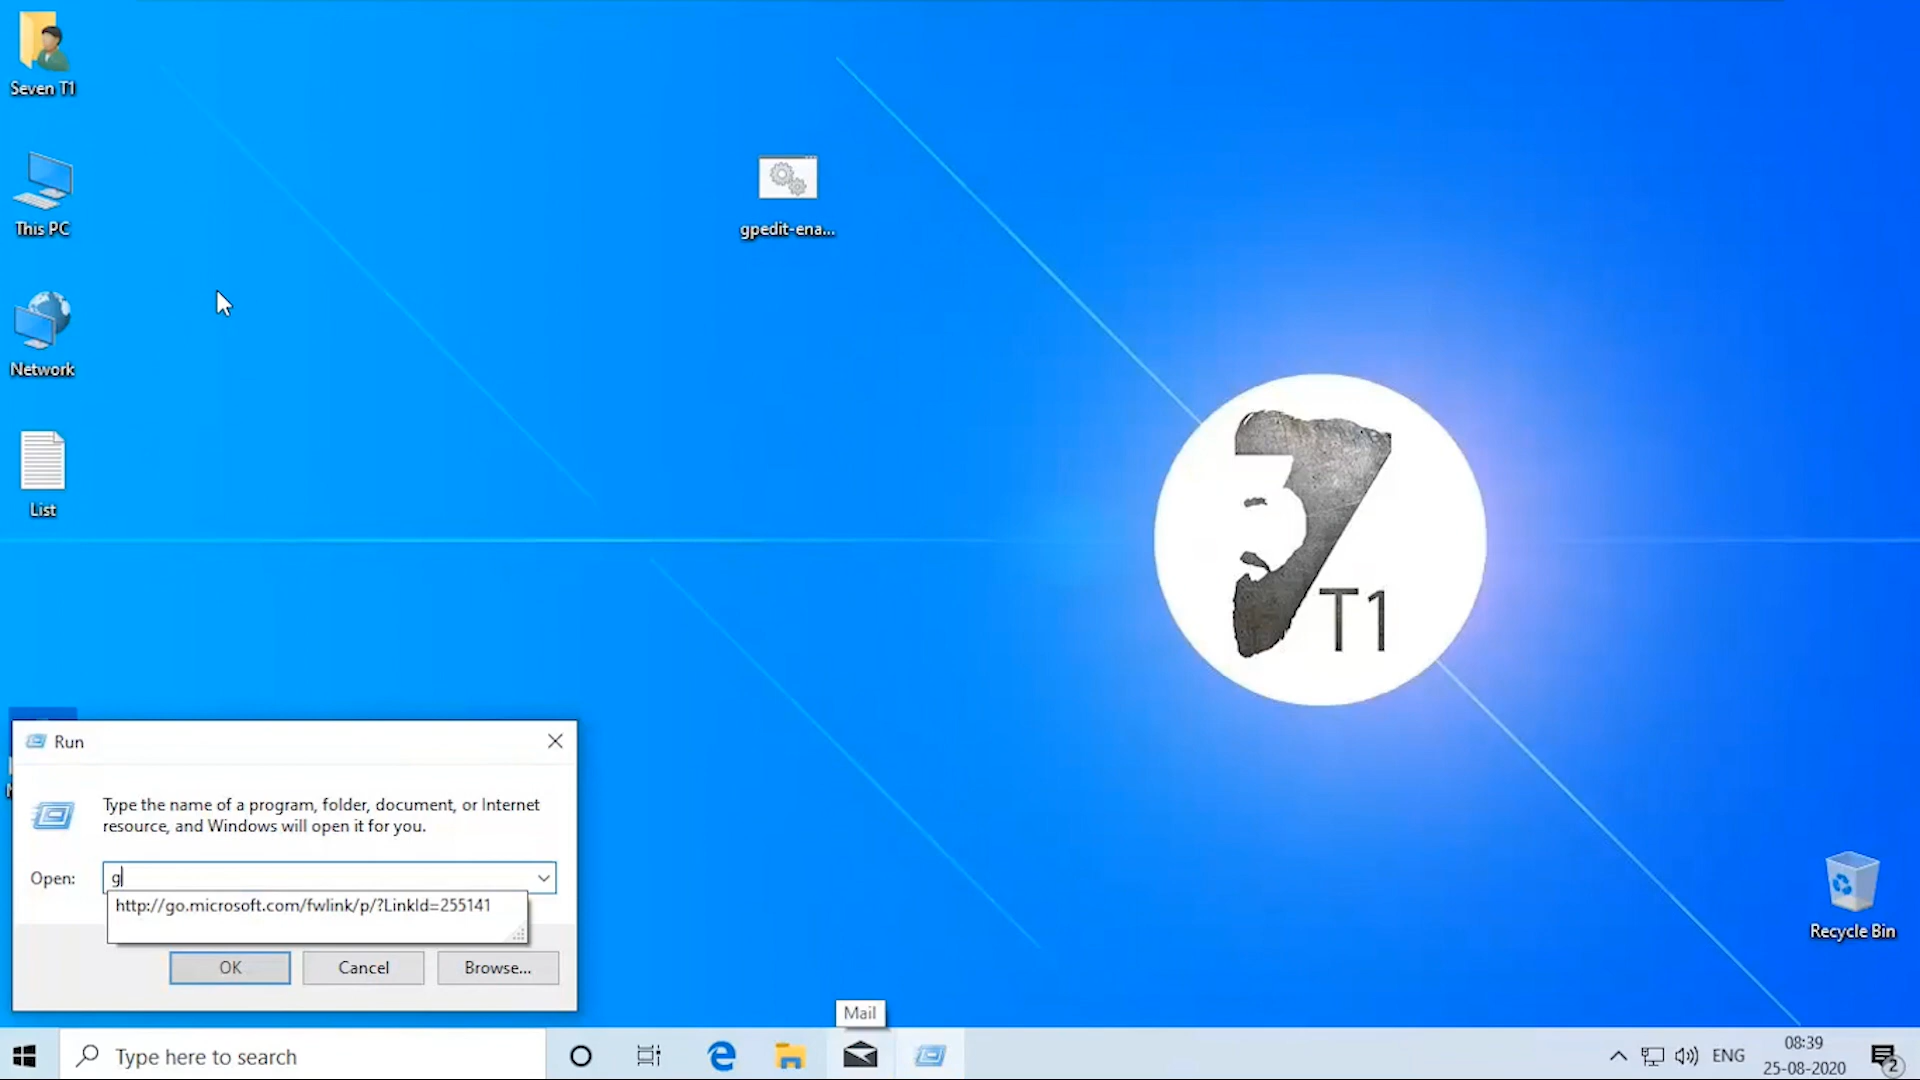 Seven T1
This PC
gpedit-ena...
Network
List
T1
Run
Type the name of a program, folder, document, or Internet
resource, and Windows will open it for you.
Open:
g
http://go.microsoft.com/fwlink/p/?LinkId=255141
OK
Cancel
Browse...
Recycle Bin
Mail
Type here to search
ENG
08:39
25-08-2020
2